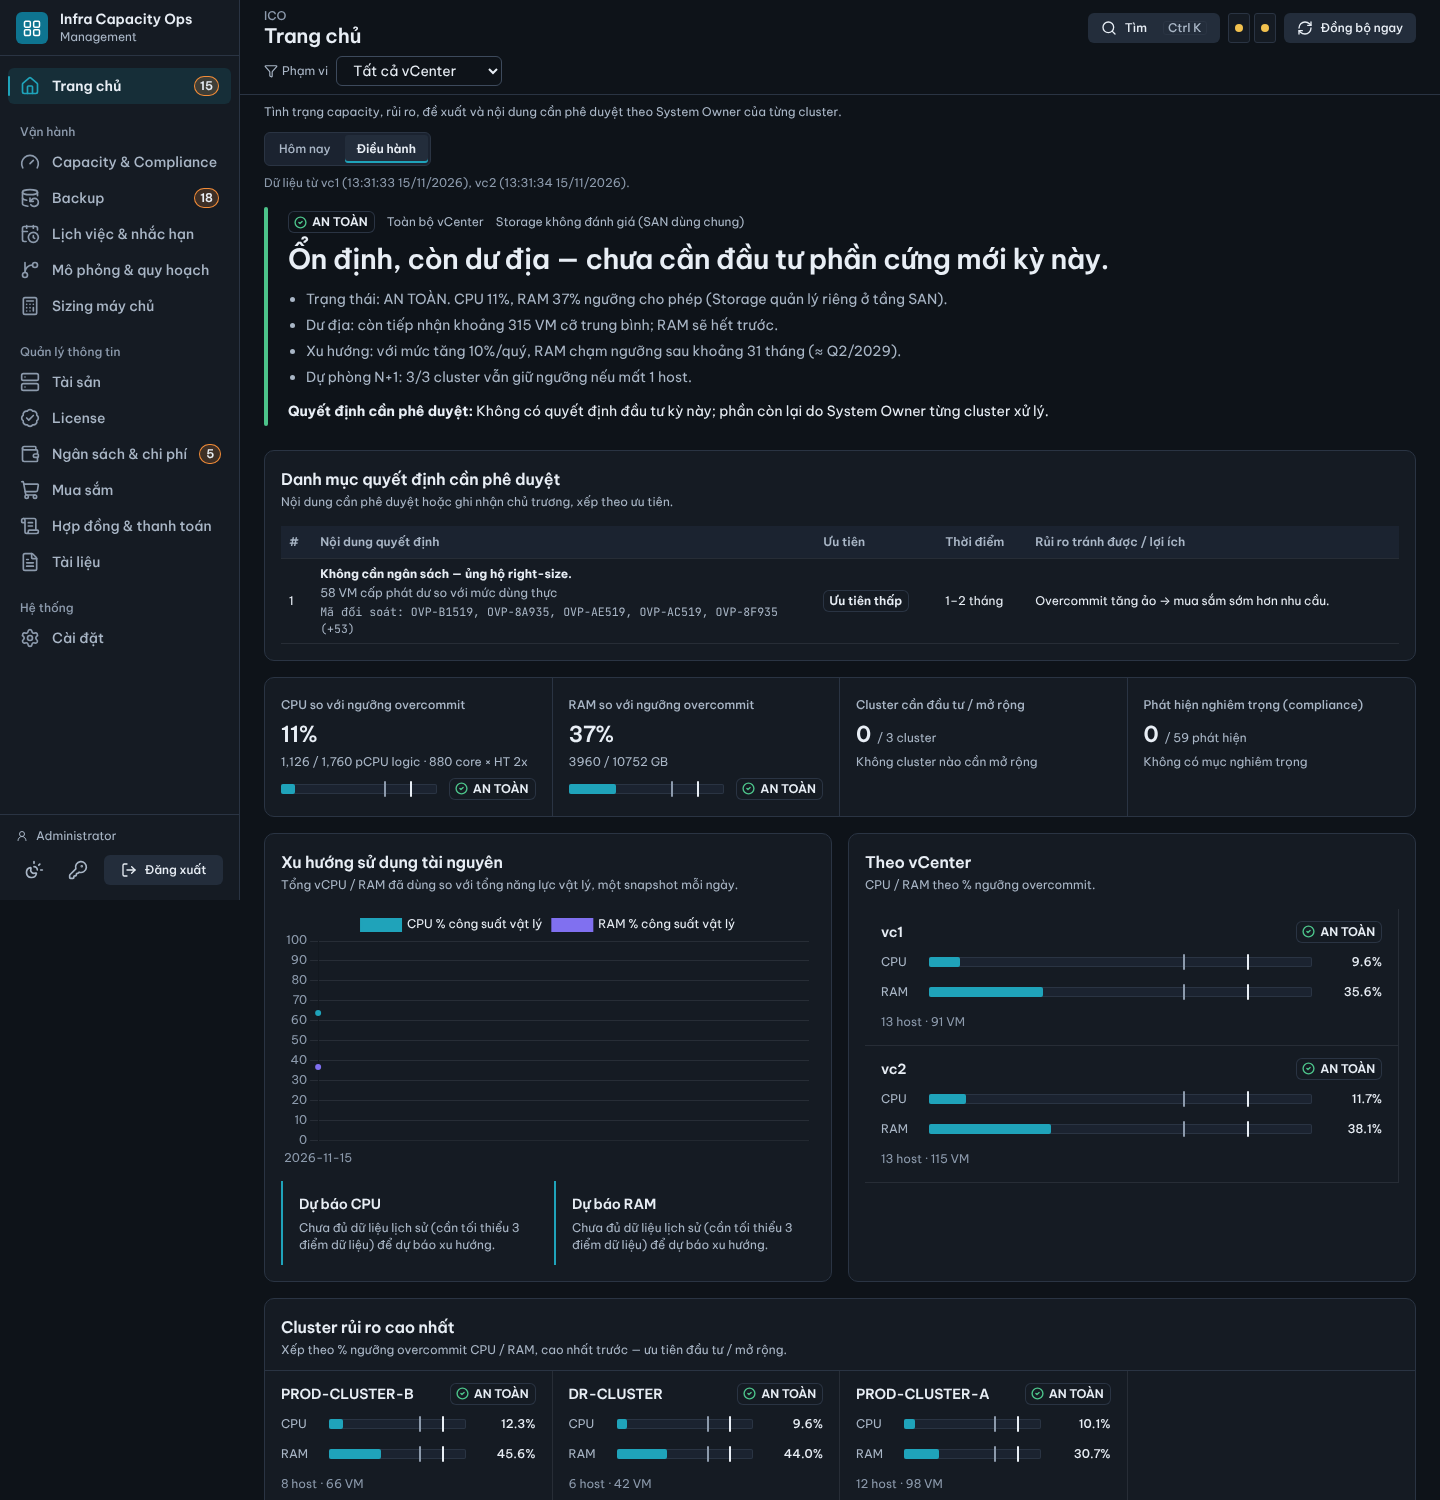 Infra Capacity Ops
Management
Trang chủ 15
Vận hành
Capacity & Compliance
Backup 18
Lịch việc & nhắc hạn
Mô phỏng & quy hoạch
Sizing máy chủ
Quản lý thông tin
Tài sản
License
Ngân sách & chi phí 5
Mua sắm
Hợp đồng & thanh toán
Tài liệu
Hệ thống
Cài đặt
Administrator
Đăng xuất
ICO
Trang chủ
Tìm Ctrl K
Đồng bộ ngay
Phạm vi Tất cả vCenter
Tình trạng capacity, rủi ro, đề xuất và nội dung cần phê duyệt theo System Owner của từng cluster.
Hôm nay Điều hành
Dữ liệu từ vc1 (13:31:33 15/11/2026), vc2 (13:31:34 15/11/2026).
AN TOÀN Toàn bộ vCenter Storage không đánh giá (SAN dùng chung)
Ổn định, còn dư địa — chưa cần đầu tư phần cứng mới kỳ này.
• Trạng thái: AN TOÀN. CPU 11%, RAM 37% ngưỡng cho phép (Storage quản lý riêng ở tầng SAN).
• Dư địa: còn tiếp nhận khoảng 315 VM cỡ trung bình; RAM sẽ hết trước.
• Xu hướng: với mức tăng 10%/quý, RAM chạm ngưỡng sau khoảng 31 tháng (≈ Q2/2029).
• Dự phòng N+1: 3/3 cluster vẫn giữ ngưỡng nếu mất 1 host.
Quyết định cần phê duyệt: Không có quyết định đầu tư kỳ này; phần còn lại do System Owner từng cluster xử lý.
Danh mục quyết định cần phê duyệt
Nội dung cần phê duyệt hoặc ghi nhận chủ trương, xếp theo ưu tiên.
# Nội dung quyết định Ưu tiên Thời điểm Rủi ro tránh được / lợi ích
Không cần ngân sách — ủng hộ right-size.
58 VM cấp phát dư so với mức dùng thực
1 Mã đối soát: OVP-B1519, OVP-8A935, OVP-AE519, OVP-AC519, OVP-8F935 Ưu tiên thấp 1–2 tháng Overcommit tăng ảo → mua sắm sớm hơn nhu cầu.
(+53)
CPU so với ngưỡng overcommit
11%
1,126 / 1,760 pCPU logic · 880 core × HT 2x
AN TOÀN
RAM so với ngưỡng overcommit
37%
3960 / 10752 GB
AN TOÀN
Cluster cần đầu tư / mở rộng
0 / 3 cluster
Không cluster nào cần mở rộng
Phát hiện nghiêm trọng (compliance)
0 / 59 phát hiện
Không có mục nghiêm trọng
Xu hướng sử dụng tài nguyên
Tổng vCPU / RAM đã dùng so với tổng năng lực vật lý, một snapshot mỗi ngày.
CPU % công suất vật lý RAM % công suất vật lý
100
90
80
70
60
50
40
30
20
10
0
2026-11-15
Dự báo CPU
Chưa đủ dữ liệu lịch sử (cần tối thiểu 3
điểm dữ liệu) để dự báo xu hướng.
Dự báo RAM
Chưa đủ dữ liệu lịch sử (cần tối thiểu 3
điểm dữ liệu) để dự báo xu hướng.
Theo vCenter
CPU / RAM theo % ngưỡng overcommit.
vc1 AN TOÀN
CPU 9.6%
RAM 35.6%
13 host · 91 VM
vc2 AN TOÀN
CPU 11.7%
RAM 38.1%
13 host · 115 VM
Cluster rủi ro cao nhất
Xếp theo % ngưỡng overcommit CPU / RAM, cao nhất trước — ưu tiên đầu tư / mở rộng.
PROD-CLUSTER-B AN TOÀN
CPU 12.3%
RAM 45.6%
8 host · 66 VM
DR-CLUSTER AN TOÀN
CPU 9.6%
RAM 44.0%
6 host · 42 VM
PROD-CLUSTER-A AN TOÀN
CPU 10.1%
RAM 30.7%
12 host · 98 VM